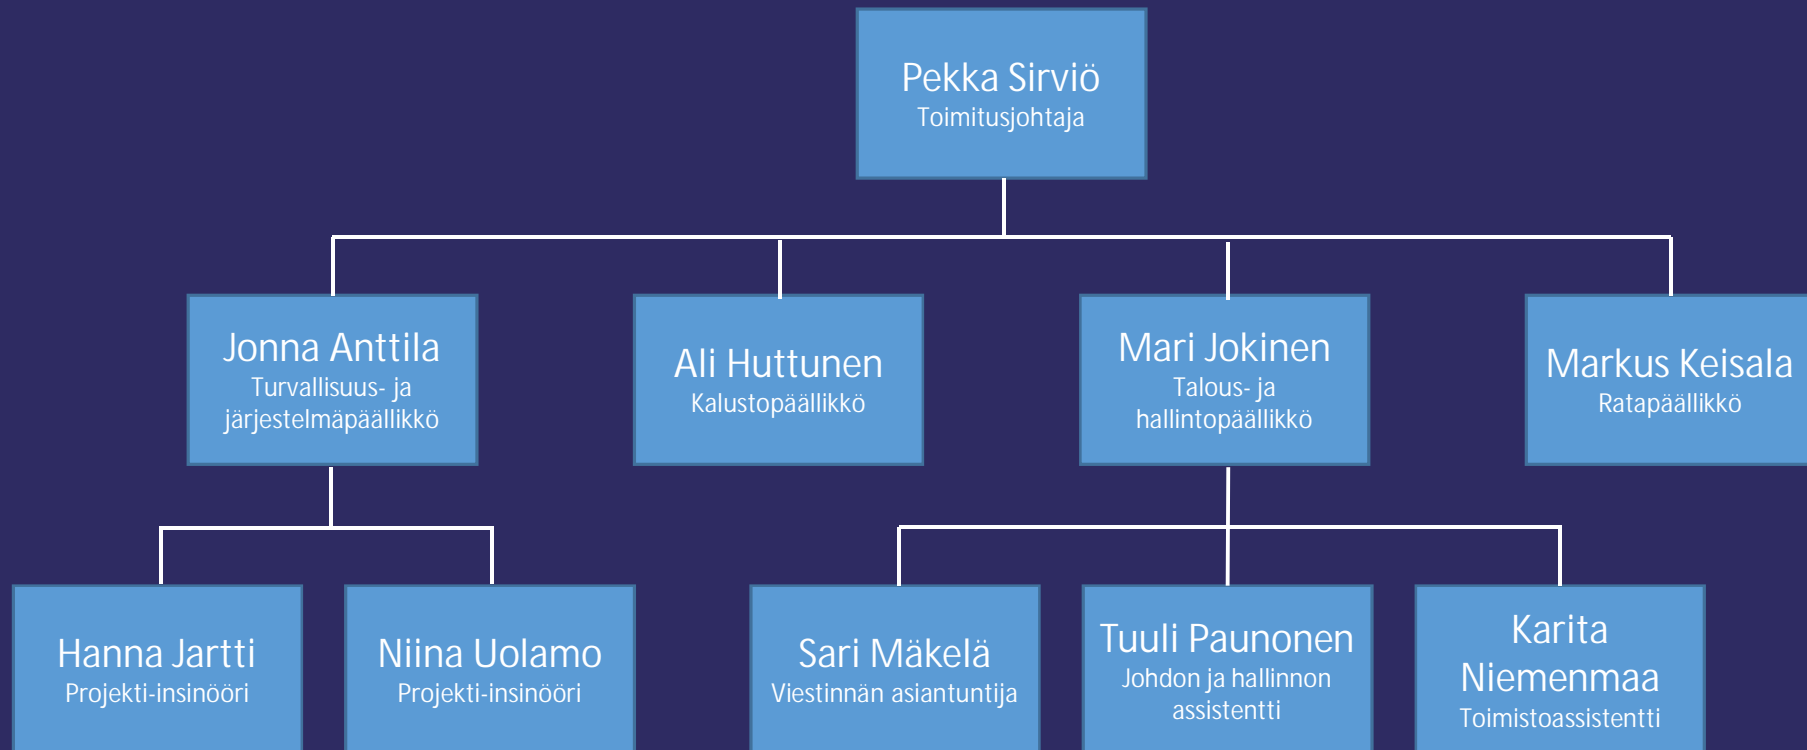 Pekka Sirviö
Toimitusjohtaja
Jonna Anttila
Turvallisuus- ja
järjestelmäpäällikkö
Ali Huttunen
Kalustopäällikkö
Mari Jokinen
Talous- ja
hallintopäällikkö
Markus Keisala
Ratapäällikkö
Hanna Jartti
Projekti-insinööri
Niina Uolamo
Projekti-insinööri
Sari Mäkelä
Viestinnän asiantuntija
Tuuli Paunonen
Johdon ja hallinnon
assistentti
Karita
Niemenmaa
Toimistoassistentti